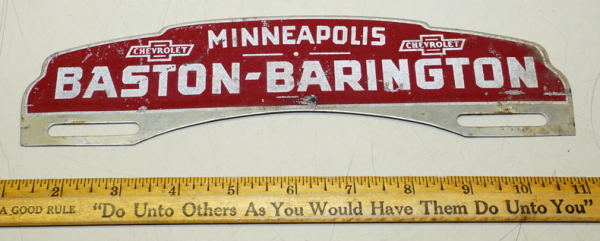 MINNEAPOLIS
CHEVROLET CHEVROLET
BASTON-BARINGTON
1 2 3 4 5 6 7 8 9 10 11
A GOOD RULE "Do Unto Others As You Would Have Them Do Unto You"